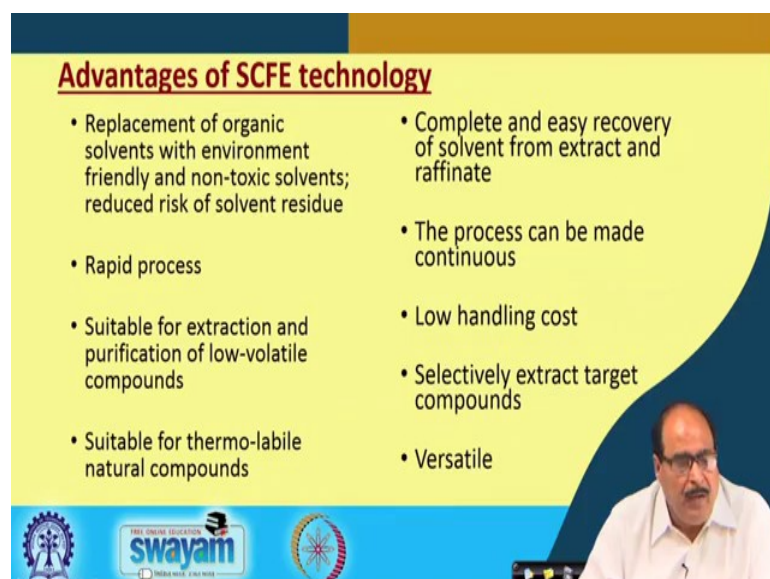 Advantages of SCFE technology
• Replacement of organic
solvents with environment
friendly and non-toxic solvents;
reduced risk of solvent residue
• Rapid process
• Suitable for extraction and
purification of low-volatile
compounds
• Suitable for thermo-labile
natural compounds
• Complete and easy recovery
of solvent from extract and
raffinate
• The process can be made
continuous
• Low handling cost
• Selectively extract target
compounds
• Versatile
FREE ONLINE EDUCATION
swayam